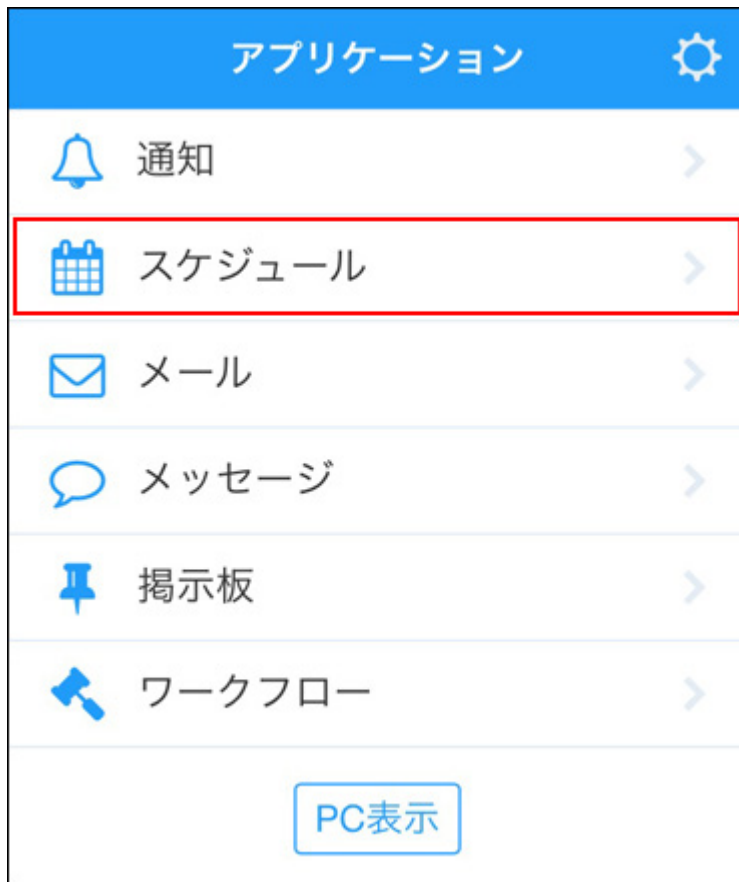 アプリケーション
通知
スケジュール
メール
メッセージ
掲示板
ワークフロー
PC表示